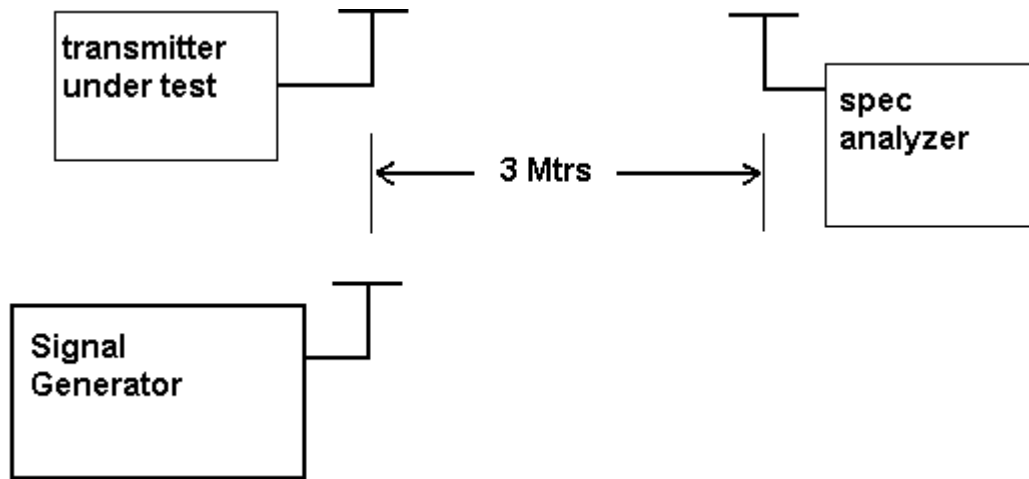 transmitter
under test
spec
analyzer
3 Mtrs
Signal
Generator